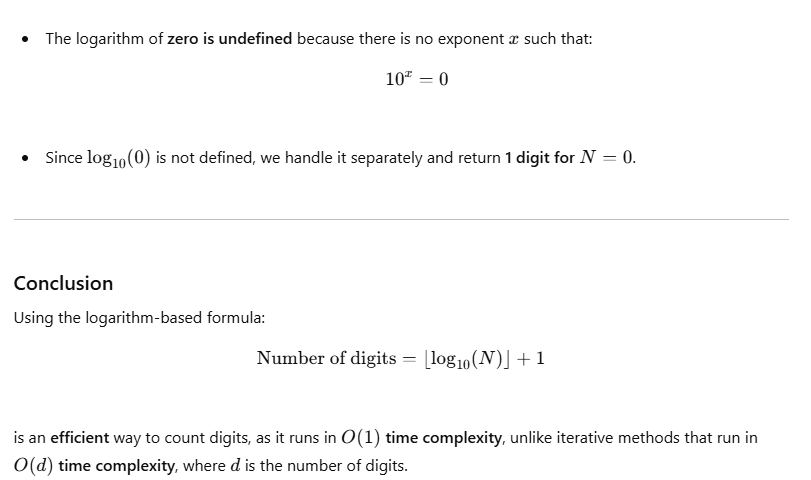 • The logarithm of zero is undefined because there is no exponent x such that:
10ˣ = 0
• Since log₁₀(0) is not defined, we handle it separately and return 1 digit for N = 0.
Conclusion
Using the logarithm-based formula:
Number of digits = ⌊log₁₀(N)⌋ + 1
is an efficient way to count digits, as it runs in O(1) time complexity, unlike iterative methods that run in
O(d) time complexity, where d is the number of digits.